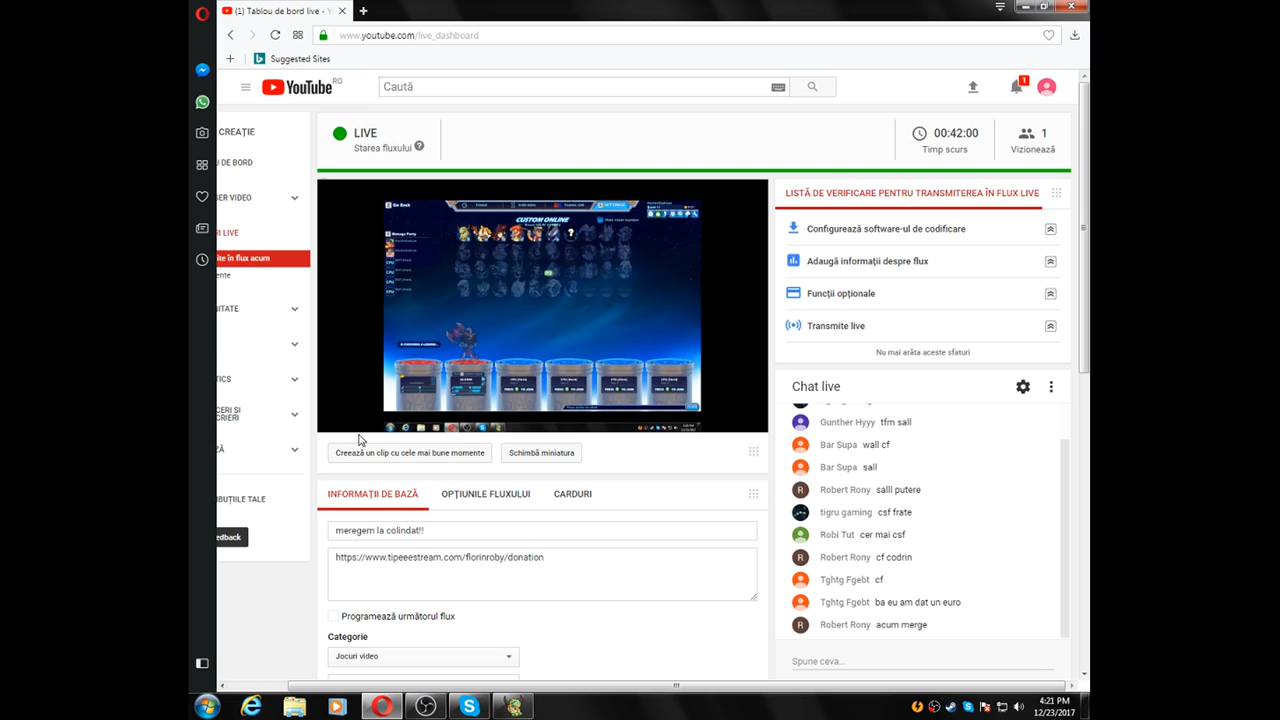 (1) Tablou de bord live - Y
www.youtube.com/live_dashboard
Suggested Sites
YouTube RO
Caută
1
CREAȚIE
U DE BORD
SER VIDEO
ȘI LIVE
ite în flux acum
ente
ITATE
TICS
CERI ȘI
CRIERI
ZĂ
IBUȚIILE TALE
edback
LIVE
Starea fluxului
00:42:00
Timp scurs
1
Vizionează
Go Back
SETTINGS
CUSTOM ONLINE
Manage Party
Creează un clip cu cele mai bune momente
Schimbă miniatura
INFORMAȚII DE BAZĂ
OPȚIUNILE FLUXULUI
CARDURI
meregem la colindat!!
https://www.tipeeestream.com/florinroby/donation
Programează următorul flux
Categorie
Jocuri video
LISTĂ DE VERIFICARE PENTRU TRANSMITEREA ÎN FLUX LIVE
Configurează software-ul de codificare
Adaugă informații despre flux
Funcții opționale
Transmite live
Nu mai arăta aceste sfaturi
Chat live
Gunther Hyyy tfm sall
Bar Supa wall cf
Bar Supa sall
Robert Rony salll putere
tigru gaming csf frate
Robi Tut cer mai csf
Robert Rony cf codrin
Tghtg Fgebt cf
Tghtg Fgebt ba eu am dat un euro
Robert Rony acum merge
Spune ceva...
4:21 PM
12/23/2017